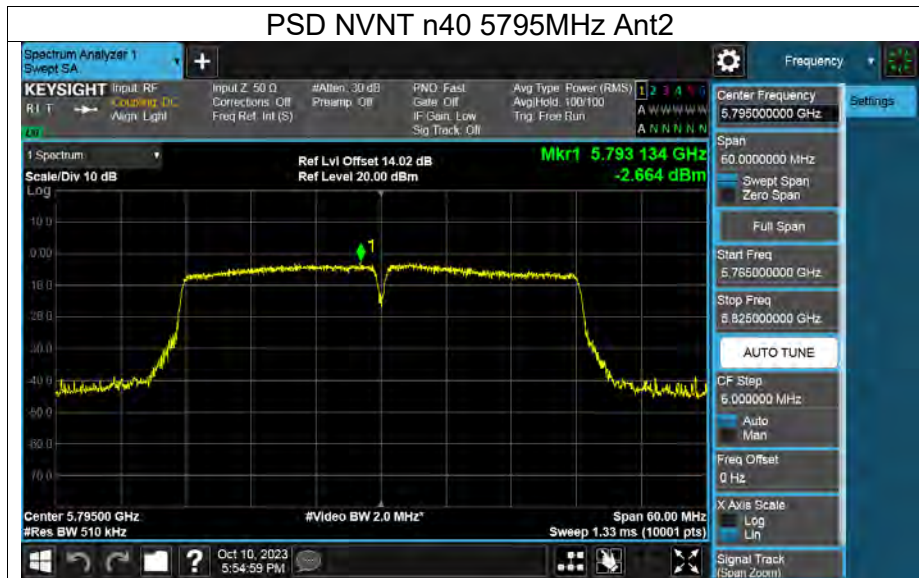 PSD NVNT n40 5795MHz Ant2
Spectrum Analyzer 1
Swept SA
+
Frequency
KEYSIGHT
Input: RF
Coupling: DC
Align: Light
Input Z: 50 Ω
Corrections: Off
Freq Ref: Int (S)
#Atten: 30 dB
Preamp: Off
PNO: Fast
Gate: Off
IF Gain: Low
Sig Track: Off
Avg Type: Power (RMS)
Avg|Hold: 100/100
Trig: Free Run
1 2 3 4 5 6
A W W W W W
A N N N N N
Center Frequency
5.795000000 GHz
Settings
Span
60.0000000 MHz
Swept Span
Zero Span
Full Span
Start Freq
5.765000000 GHz
Stop Freq
5.825000000 GHz
AUTO TUNE
CF Step
6.000000 MHz
Auto
Man
Freq Offset
0 Hz
X Axis Scale
Log
Lin
Signal Track
(Span Zoom)
1 Spectrum
Scale/Div 10 dB
Ref Lvl Offset 14.02 dB
Ref Level 20.00 dBm
Mkr1 5.793 134 GHz
-2.664 dBm
Log
10.0
0.00
1
-40.0
-50.0
-60.0
Center 5.79500 GHz
#Video BW 2.0 MHz*
Span 60.00 MHz
#Res BW 510 kHz
Sweep 1.33 ms (10001 pts)
?
Oct 10, 2023
5:54:59 PM